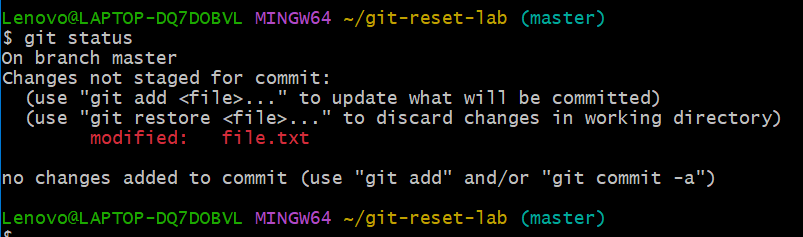 Lenovo@LAPTOP-DQ7DOBVL MINGW64 ~/git-reset-lab (master)
$ git status
On branch master
Changes not staged for commit:
  (use "git add <file>..." to update what will be committed)
  (use "git restore <file>..." to discard changes in working directory)
        modified:   file.txt

no changes added to commit (use "git add" and/or "git commit -a")

Lenovo@LAPTOP-DQ7DOBVL MINGW64 ~/git-reset-lab (master)
$